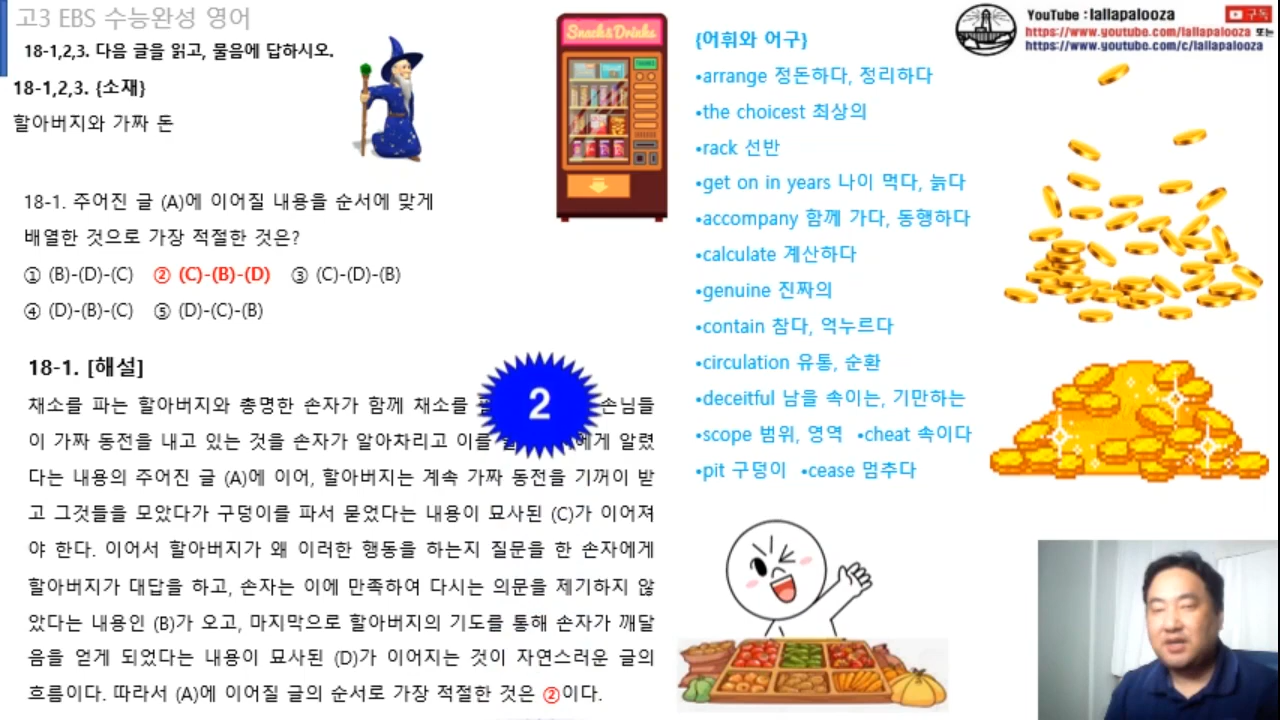 고3 EBS 수능완성 영어
18-1,2,3. 다음 글을 읽고, 물음에 답하시오.
18-1,2,3. {소재}
할아버지와 가짜 돈
18-1. 주어진 글 (A)에 이어질 내용을 순서에 맞게
배열한 것으로 가장 적절한 것은?
① (B)-(D)-(C) ② (C)-(B)-(D) ③ (C)-(D)-(B)
④ (D)-(B)-(C) ⑤ (D)-(C)-(B)
18-1. [해설]
채소를 파는 할아버지와 총명한 손자가 함께 채소를 손님들
이 가짜 동전을 내고 있는 것을 손자가 알아차리고 이를 에게 알렸
다는 내용의 주어진 글 (A)에 이어, 할아버지는 계속 가짜 동전을 기꺼이 받
고 그것들을 모았다가 구덩이를 파서 묻었다는 내용이 묘사된 (C)가 이어져
야 한다. 이어서 할아버지가 왜 이러한 행동을 하는지 질문을 한 손자에게
할아버지가 대답을 하고, 손자는 이에 만족하여 다시는 의문을 제기하지 않
았다는 내용인 (B)가 오고, 마지막으로 할아버지의 기도를 통해 손자가 깨달
음을 얻게 되었다는 내용이 묘사된 (D)가 이어지는 것이 자연스러운 글의
흐름이다. 따라서 (A)에 이어질 글의 순서로 가장 적절한 것은 ②이다.
2
Snack&Drinks
{어휘와 어구}
•arrange 정돈하다, 정리하다
•the choicest 최상의
•rack 선반
•get on in years 나이 먹다, 늙다
•accompany 함께 가다, 동행하다
•calculate 계산하다
•genuine 진짜의
•contain 참다, 억누르다
•circulation 유통, 순환
•deceitful 남을 속이는, 기만하는
•scope 범위, 영역 •cheat 속이다
•pit 구덩이 •cease 멈추다
YouTube : lallapalooza
구독
https://www.youtube.com/lallapalooza 또는
https://www.youtube.com/c/lallapalooza